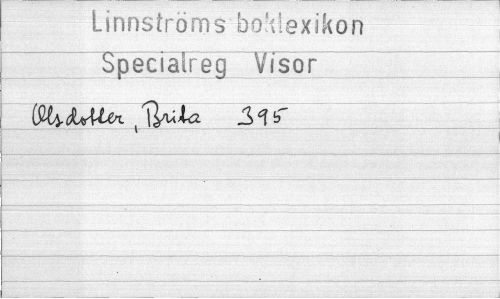 Linnströms boklexikon
Specialreg Visor
Olsdotter, Brita 395